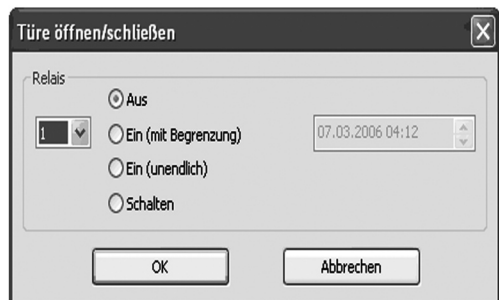 Türe öffnen/schließen
Relais
1
Aus
Ein (mit Begrenzung)
07.03.2006 04:12
Ein (unendlich)
Schalten
OK
Abbrechen